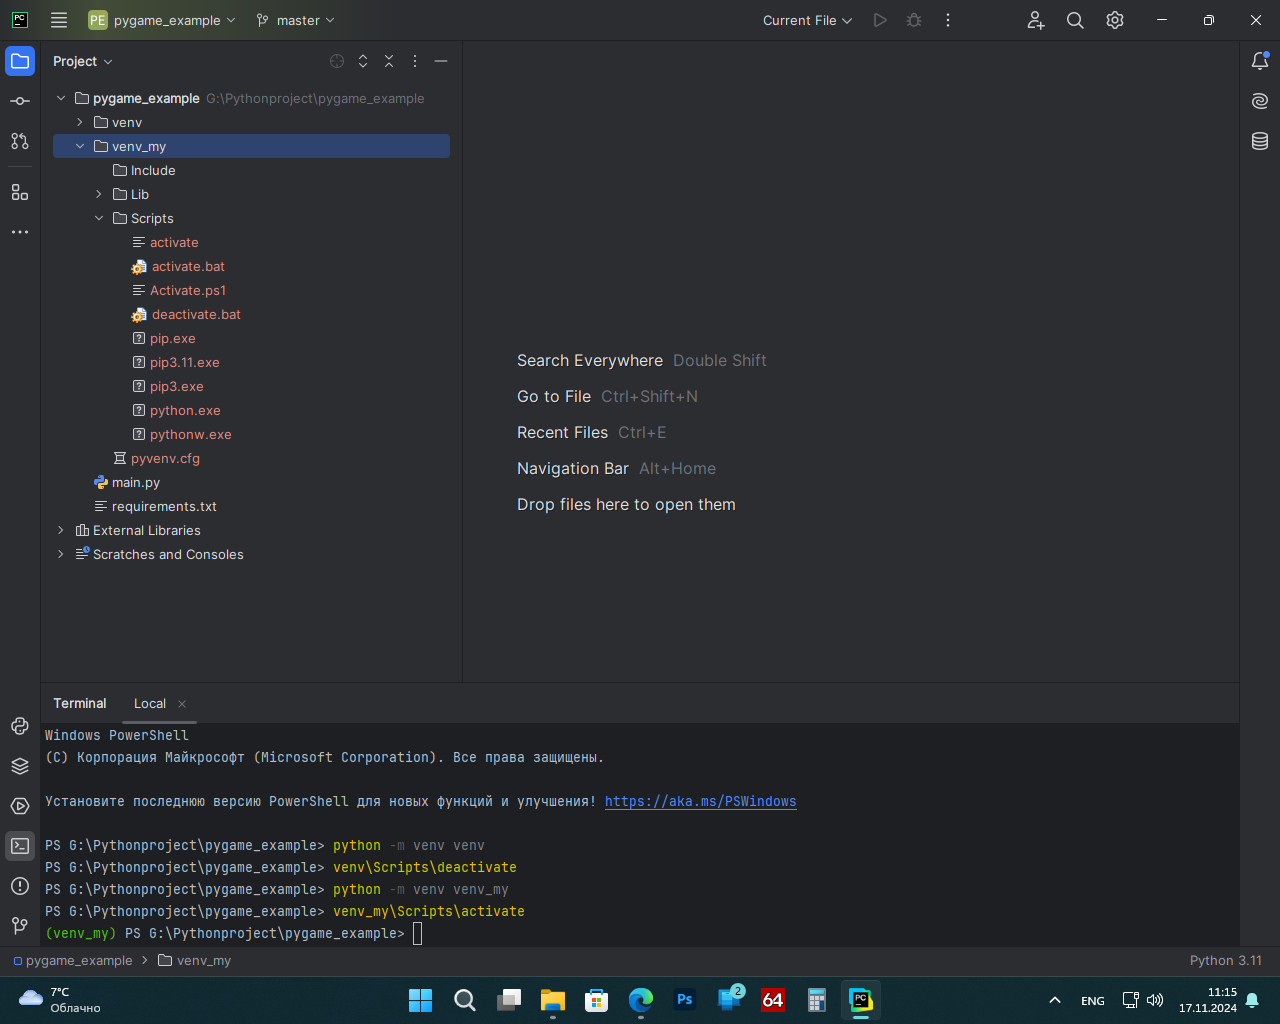 PE pygame_example
master
Current File
Project
pygame_example G:\Pythonproject\pygame_example
venv
venv_my
Include
Lib
Scripts
activate
activate.bat
Activate.ps1
deactivate.bat
pip.exe
pip3.11.exe
pip3.exe
python.exe
pythonw.exe
pyvenv.cfg
main.py
requirements.txt
External Libraries
Scratches and Consoles
Search Everywhere Double Shift
Go to File Ctrl+Shift+N
Recent Files Ctrl+E
Navigation Bar Alt+Home
Drop files here to open them
Terminal Local
Windows PowerShell
(C) Корпорация Майкрософт (Microsoft Corporation). Все права защищены.
Установите последнюю версию PowerShell для новых функций и улучшения! https://aka.ms/PSWindows
PS G:\Pythonproject\pygame_example> python -m venv venv
PS G:\Pythonproject\pygame_example> venv\Scripts\deactivate
PS G:\Pythonproject\pygame_example> python -m venv venv_my
PS G:\Pythonproject\pygame_example> venv_my\Scripts\activate
(venv_my) PS G:\Pythonproject\pygame_example>
pygame_example > venv_my
Python 3.11
7°C
Облачно
PC
Ps
2
64
PC
ENG
11:15
17.11.2024